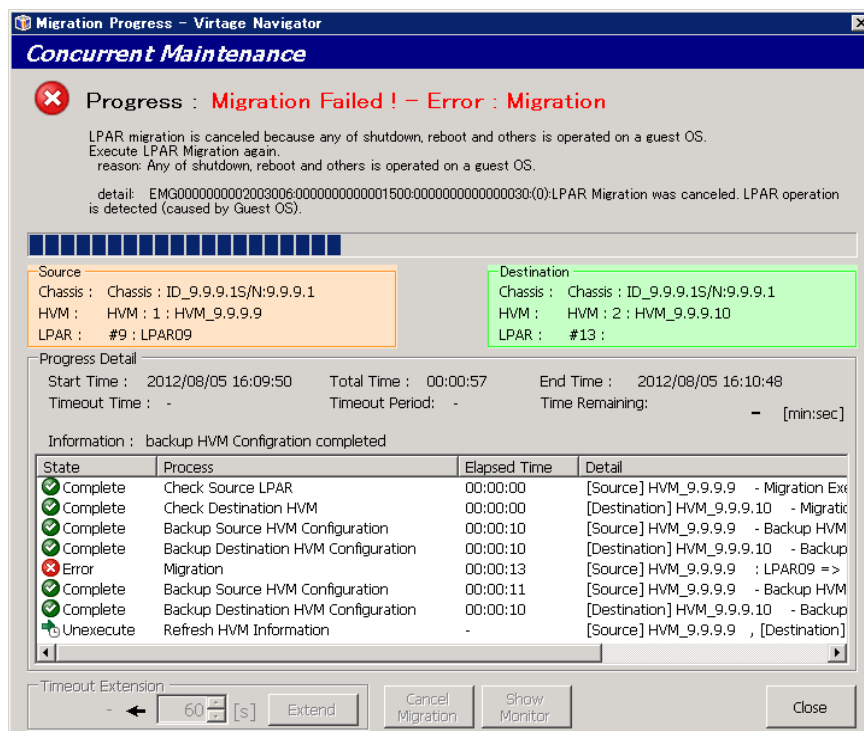 Migration Progress - Virtage Navigator
Concurrent Maintenance
Progress : Migration Failed ! - Error : Migration
LPAR migration is canceled because any of shutdown, reboot and others is operated on a guest OS.
Execute LPAR Migration again.
reason: Any of shutdown, reboot and others is operated on a guest OS.
detail: EMG0000000002003006:0000000000001500:0000000000000030:(0):LPAR Migration was canceled. LPAR operation
is detected (caused by Guest OS).
Source Destination
Chassis : Chassis : ID_9.9.9.1S/N:9.9.9.1 Chassis : Chassis : ID_9.9.9.1S/N:9.9.9.1
HVM : HVM : 1 : HVM_9.9.9.9 HVM : HVM : 2 : HVM_9.9.9.10
LPAR : #9 : LPAR09 LPAR : #13 :
Progress Detail
Start Time : 2012/08/05 16:09:50 Total Time : 00:00:57 End Time : 2012/08/05 16:10:48
Timeout Time : - Timeout Period: - Time Remaining: - [min:sec]
Information : backup HVM Configration completed
State Process Elapsed Time Detail
Complete Check Source LPAR 00:00:00 [Source] HVM_9.9.9.9 - Migration Exe
Complete Check Destination HVM 00:00:00 [Destination] HVM_9.9.9.10 - Migratic
Complete Backup Source HVM Configuration 00:00:10 [Source] HVM_9.9.9.9 - Backup HVM
Complete Backup Destination HVM Configuration 00:00:10 [Destination] HVM_9.9.9.10 - Backup
Error Migration 00:00:13 [Source] HVM_9.9.9.9 : LPAR09 =>
Complete Backup Source HVM Configuration 00:00:11 [Source] HVM_9.9.9.9 - Backup HVM
Complete Backup Destination HVM Configuration 00:00:10 [Destination] HVM_9.9.9.10 - Backup
Unexecute Refresh HVM Information - [Source] HVM_9.9.9.9 , [Destination]
Timeout Extension
- 60 [s] Extend
Cancel
Migration
Show
Monitor
Close